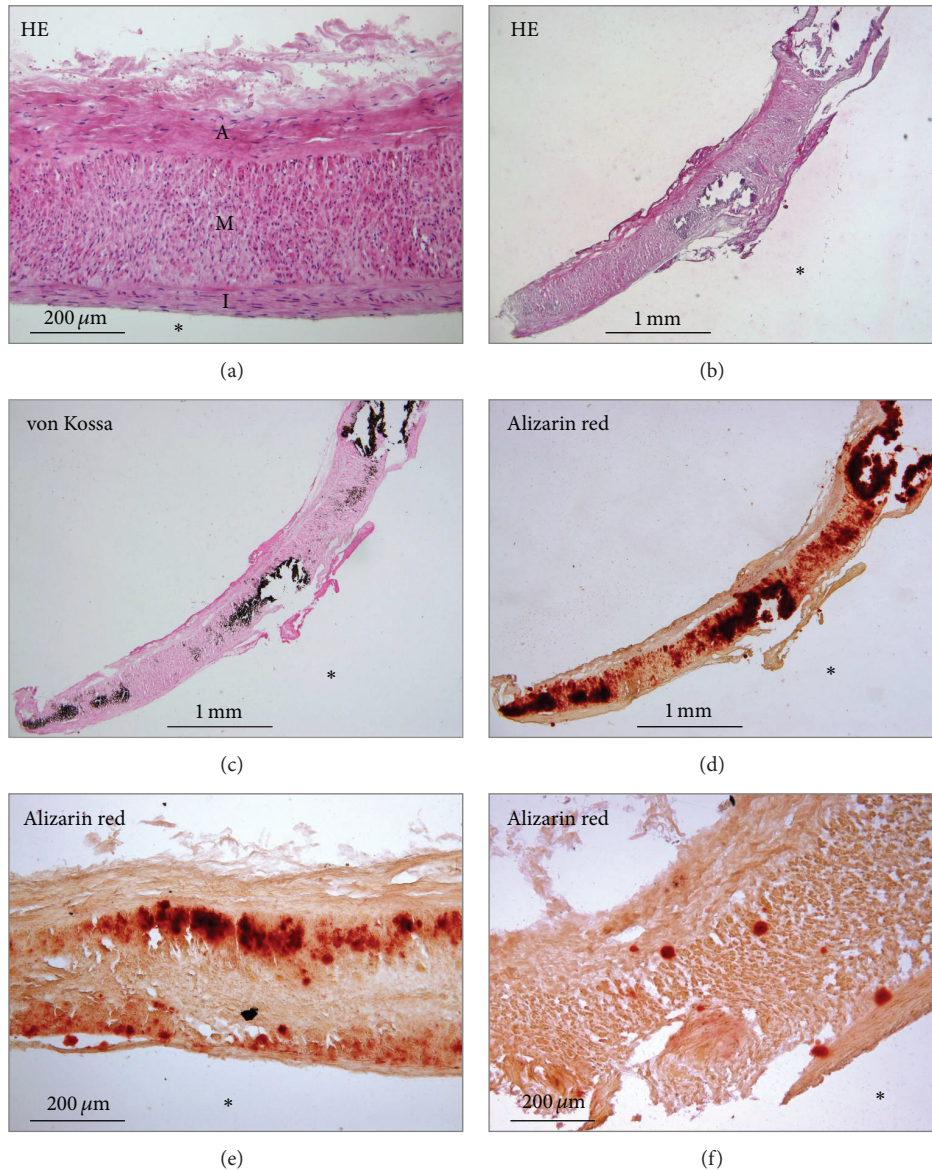 HE
A
M
I
200 μm
*
(a)
HE
1 mm
*
(b)
von Kossa
1 mm
*
(c)
Alizarin red
1 mm
*
(d)
Alizarin red
200 μm
*
(e)
Alizarin red
200 μm
*
(f)